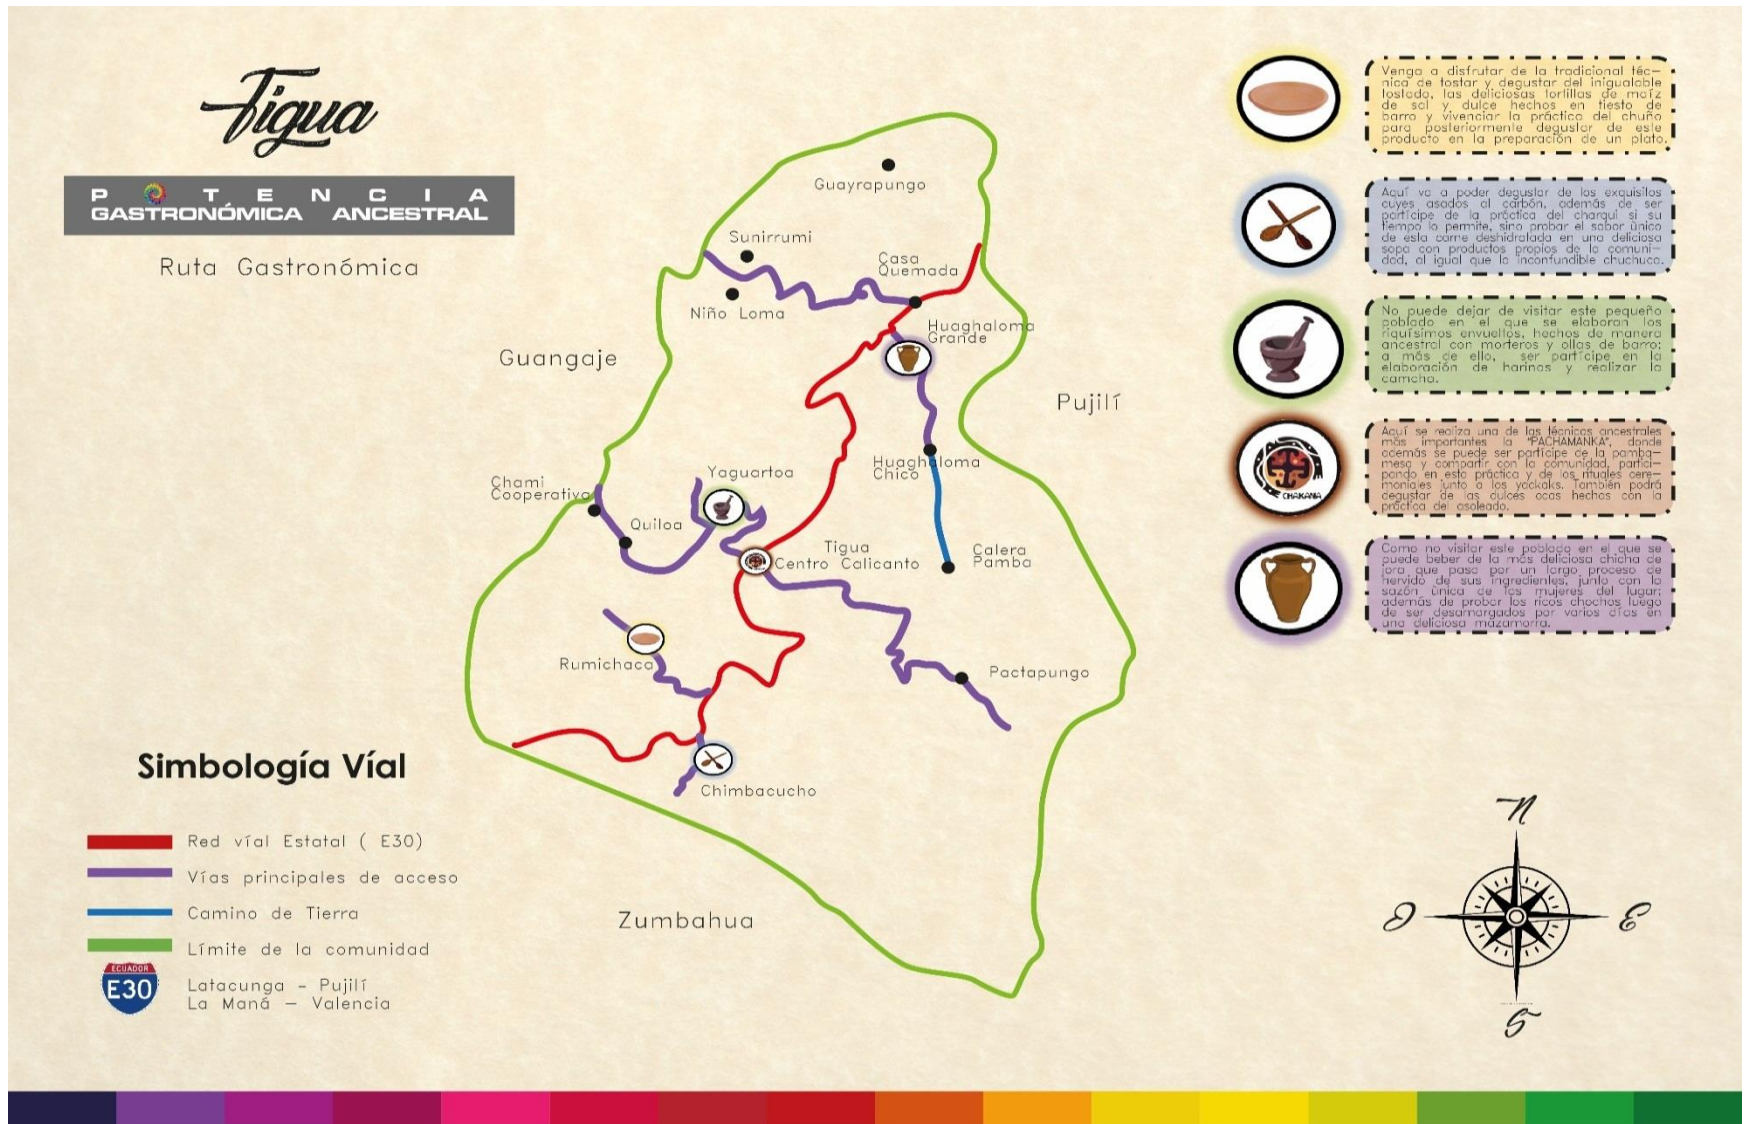 Tigua
POTENCIA
GASTRONÓMICA ANCESTRAL
Ruta Gastronómica
Guayrapungo
Sunirrumi
Casa
Quemada
Niño Loma
Huaghaloma
Grande
Guangaje
Pujilí
Huaghaloma
Chico
Yaguartoa
Chami
Cooperativa
Quiloa
Tigua
Centro Calicanto
Calera
Pamba
Rumichaca
Pactapungo
Chimbacucho
Zumbahua
Venga a disfrutar de la tradicional téc-
nica de tostar y degustar del inigualable
tostado, las deliciosas tortillas de maíz
de sal y dulce hechos en tiesto de
barro y vivenciar la práctica del chuño
para posteriormente degustar de este
producto en la preparación de un plato.
Aquí va a poder degustar de los exquisitos
cuyes asados al carbón, además de ser
partícipe de la práctica del charqui si su
tiempo lo permite, sino probar el sabor único
de esta carne deshidratada en una deliciosa
sopa con productos propios de la comuni-
dad, al igual que la inconfundible chuchuca.
No puede dejar de visitar este pequeño
poblado en el que se elaboran los
riquísimos envueltos, hechos de manera
ancestral con morteros y ollas de barro;
a más de ello, ser partícipe en la
elaboración de harinas y realizar la
camcha.
CHAKANA
Aquí se realiza una de las técnicas ancestrales
más importantes la "PACHAMANKA", donde
además se puede ser partícipe de la pamba-
mesa y compartir con la comunidad, partici-
pando en esta práctica y de los rituales cere-
moniales junto a los yackaks. También podrá
degustar de las dulces ocas hechas con la
práctica del asoleado.
Como no visitar este poblado en el que se
puede beber de la más deliciosa chicha de
jora que pasa por un largo proceso de
hervido de sus ingredientes, junto con la
sazón única de las mujeres del lugar;
además de probar los ricos chochos luego
de ser desamargados por varios días en
una deliciosa mazamorra.
Simbología Víal
Red víal Estatal ( E30)
Vías principales de acceso
Camino de Tierra
Límite de la comunidad
ECUADOR
E30
Latacunga - Pujilí
La Maná - Valencia
N
O
E
S